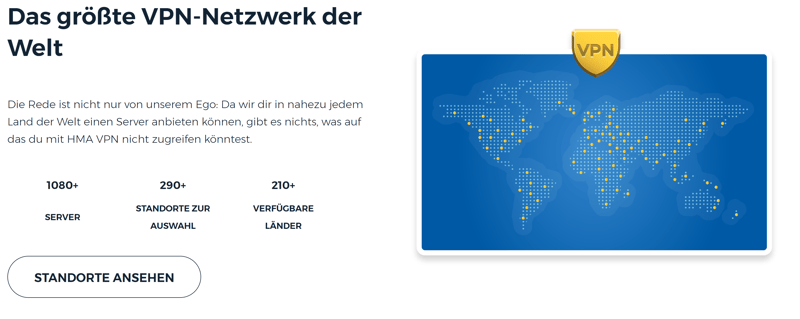 Das größte VPN-Netzwerk der
Welt
Die Rede ist nicht nur von unserem Ego: Da wir dir in nahezu jedem
Land der Welt einen Server anbieten können, gibt es nichts, was auf
das du mit HMA VPN nicht zugreifen könntest.
1080+
SERVER
290+
STANDORTE ZUR
AUSWAHL
210+
VERFÜGBARE
LÄNDER
STANDORTE ANSEHEN
VPN